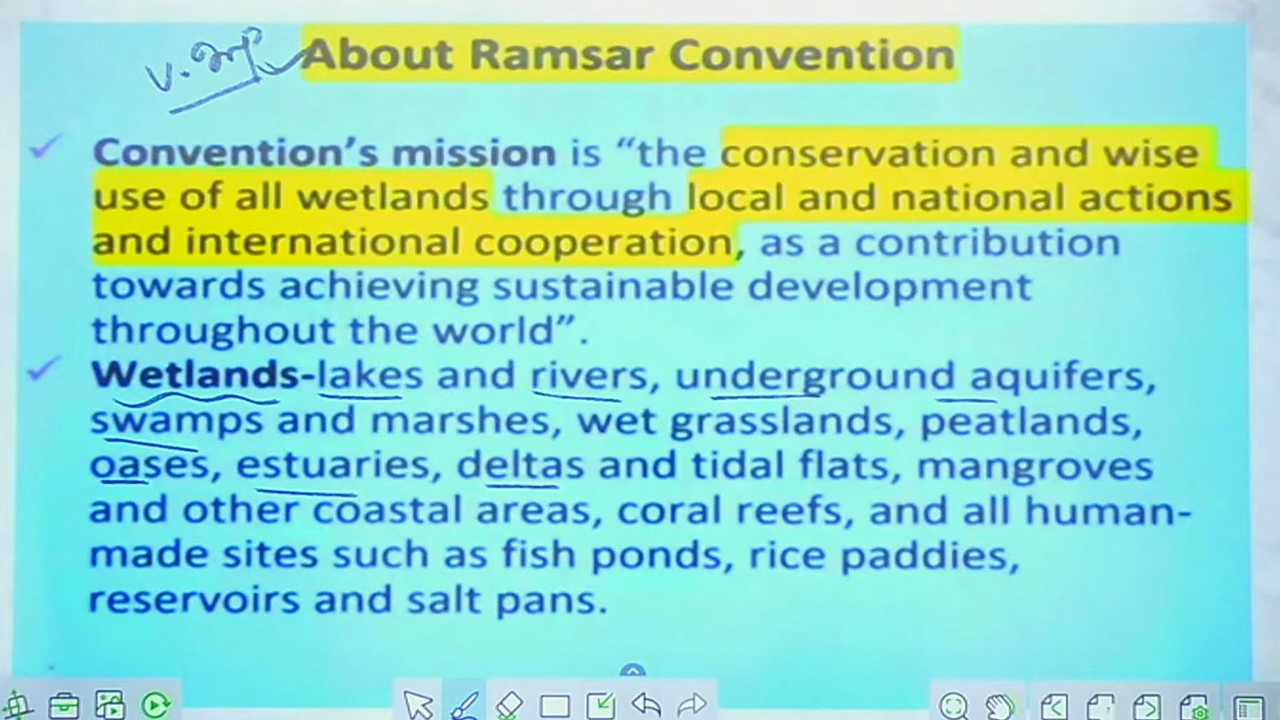 v. imp
About Ramsar Convention
✓ Convention's mission is “the conservation and wise
use of all wetlands through local and national actions
and international cooperation, as a contribution
towards achieving sustainable development
throughout the world”.
✓ Wetlands-lakes and rivers, underground aquifers,
swamps and marshes, wet grasslands, peatlands,
oases, estuaries, deltas and tidal flats, mangroves
and other coastal areas, coral reefs, and all human-
made sites such as fish ponds, rice paddies,
reservoirs and salt pans.